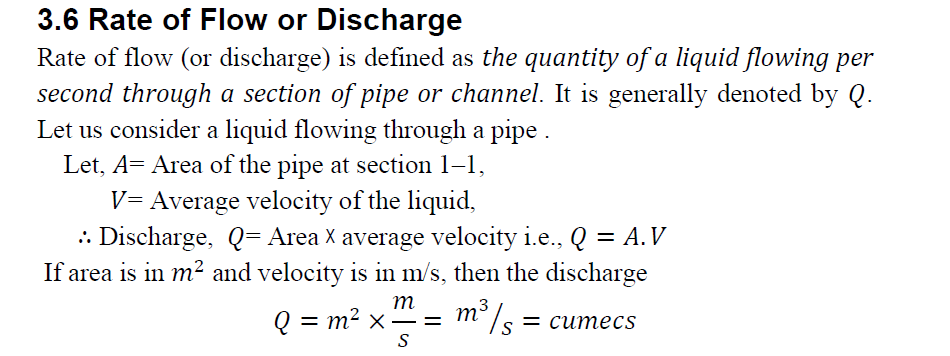 3.6 Rate of Flow or Discharge
Rate of flow (or discharge) is defined as the quantity of a liquid flowing per
second through a section of pipe or channel. It is generally denoted by Q.
Let us consider a liquid flowing through a pipe .
Let, A= Area of the pipe at section 1–1,
V= Average velocity of the liquid,
∴ Discharge, Q= Area × average velocity i.e., Q = A.V
If area is in m² and velocity is in m/s, then the discharge
Q = m² × m/s = m³/s = cumecs